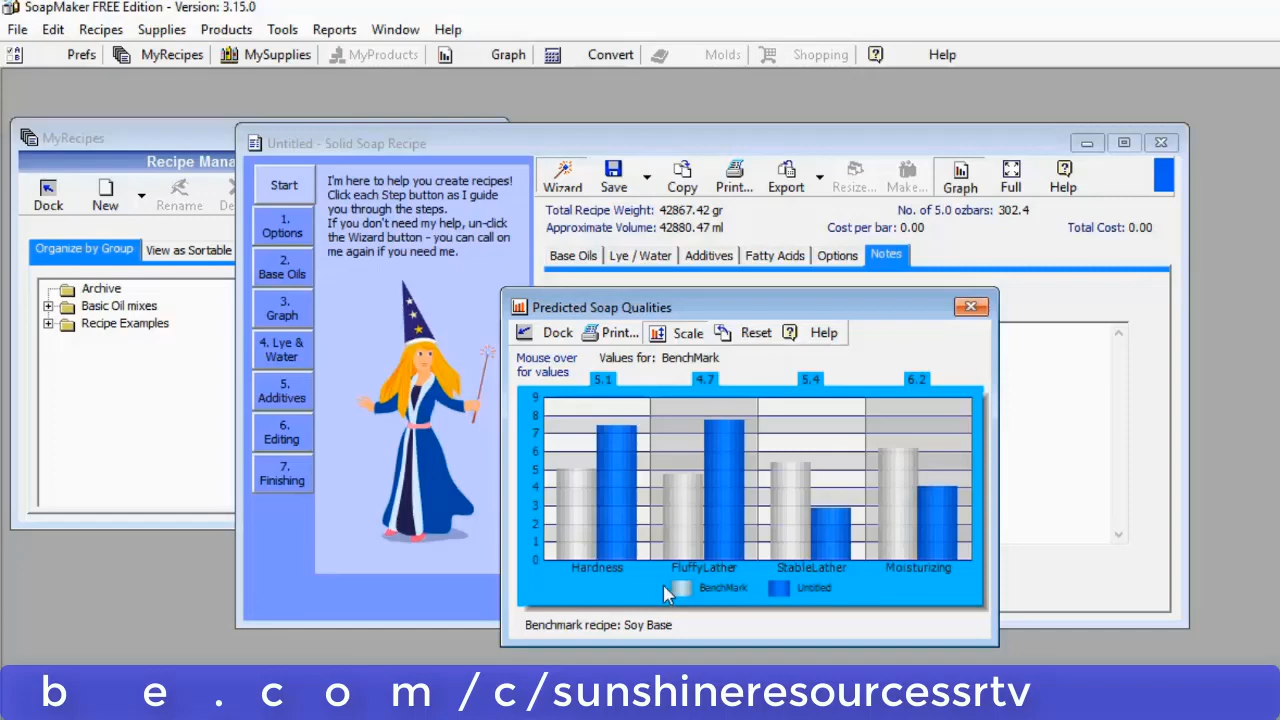 SoapMaker FREE Edition - Version: 3.15.0
File Edit Recipes Supplies Products Tools Reports Window Help
Prefs MyRecipes MySupplies MyProducts Graph Convert Molds Shopping Help
MyRecipes
Recipe Mana
Dock New Rename De
Organize by Group View as Sortable
Archive
Basic Oil mixes
Recipe Examples
Untitled - Solid Soap Recipe
Start
1.
Options
2.
Base Oils
3.
Graph
4. Lye &
Water
5.
Additives
6.
Editing
7.
Finishing
I'm here to help you create recipes!
Click each Step button as I guide
you through the steps.
If you don't need my help, un-click
the Wizard button - you can call on
me again if you need me.
Wizard Save Copy Print... Export Resize... Make... Graph Full Help
Total Recipe Weight: 42867.42 gr No. of 5.0 ozbars: 302.4
Approximate Volume: 42880.47 ml Cost per bar: 0.00 Total Cost: 0.00
Base Oils Lye / Water Additives Fatty Acids Options Notes
Predicted Soap Qualities
Dock Print... Scale Reset Help
Mouse over
for values
Values for: BenchMark
5.1 4.7 5.4 6.2
9
8
7
6
5
4
3
2
1
0
Hardness FluffyLather StableLather Moisturizing
BenchMark Untitled
Benchmark recipe: Soy Base
b e . c o m / c /sunshineresourcessrtv